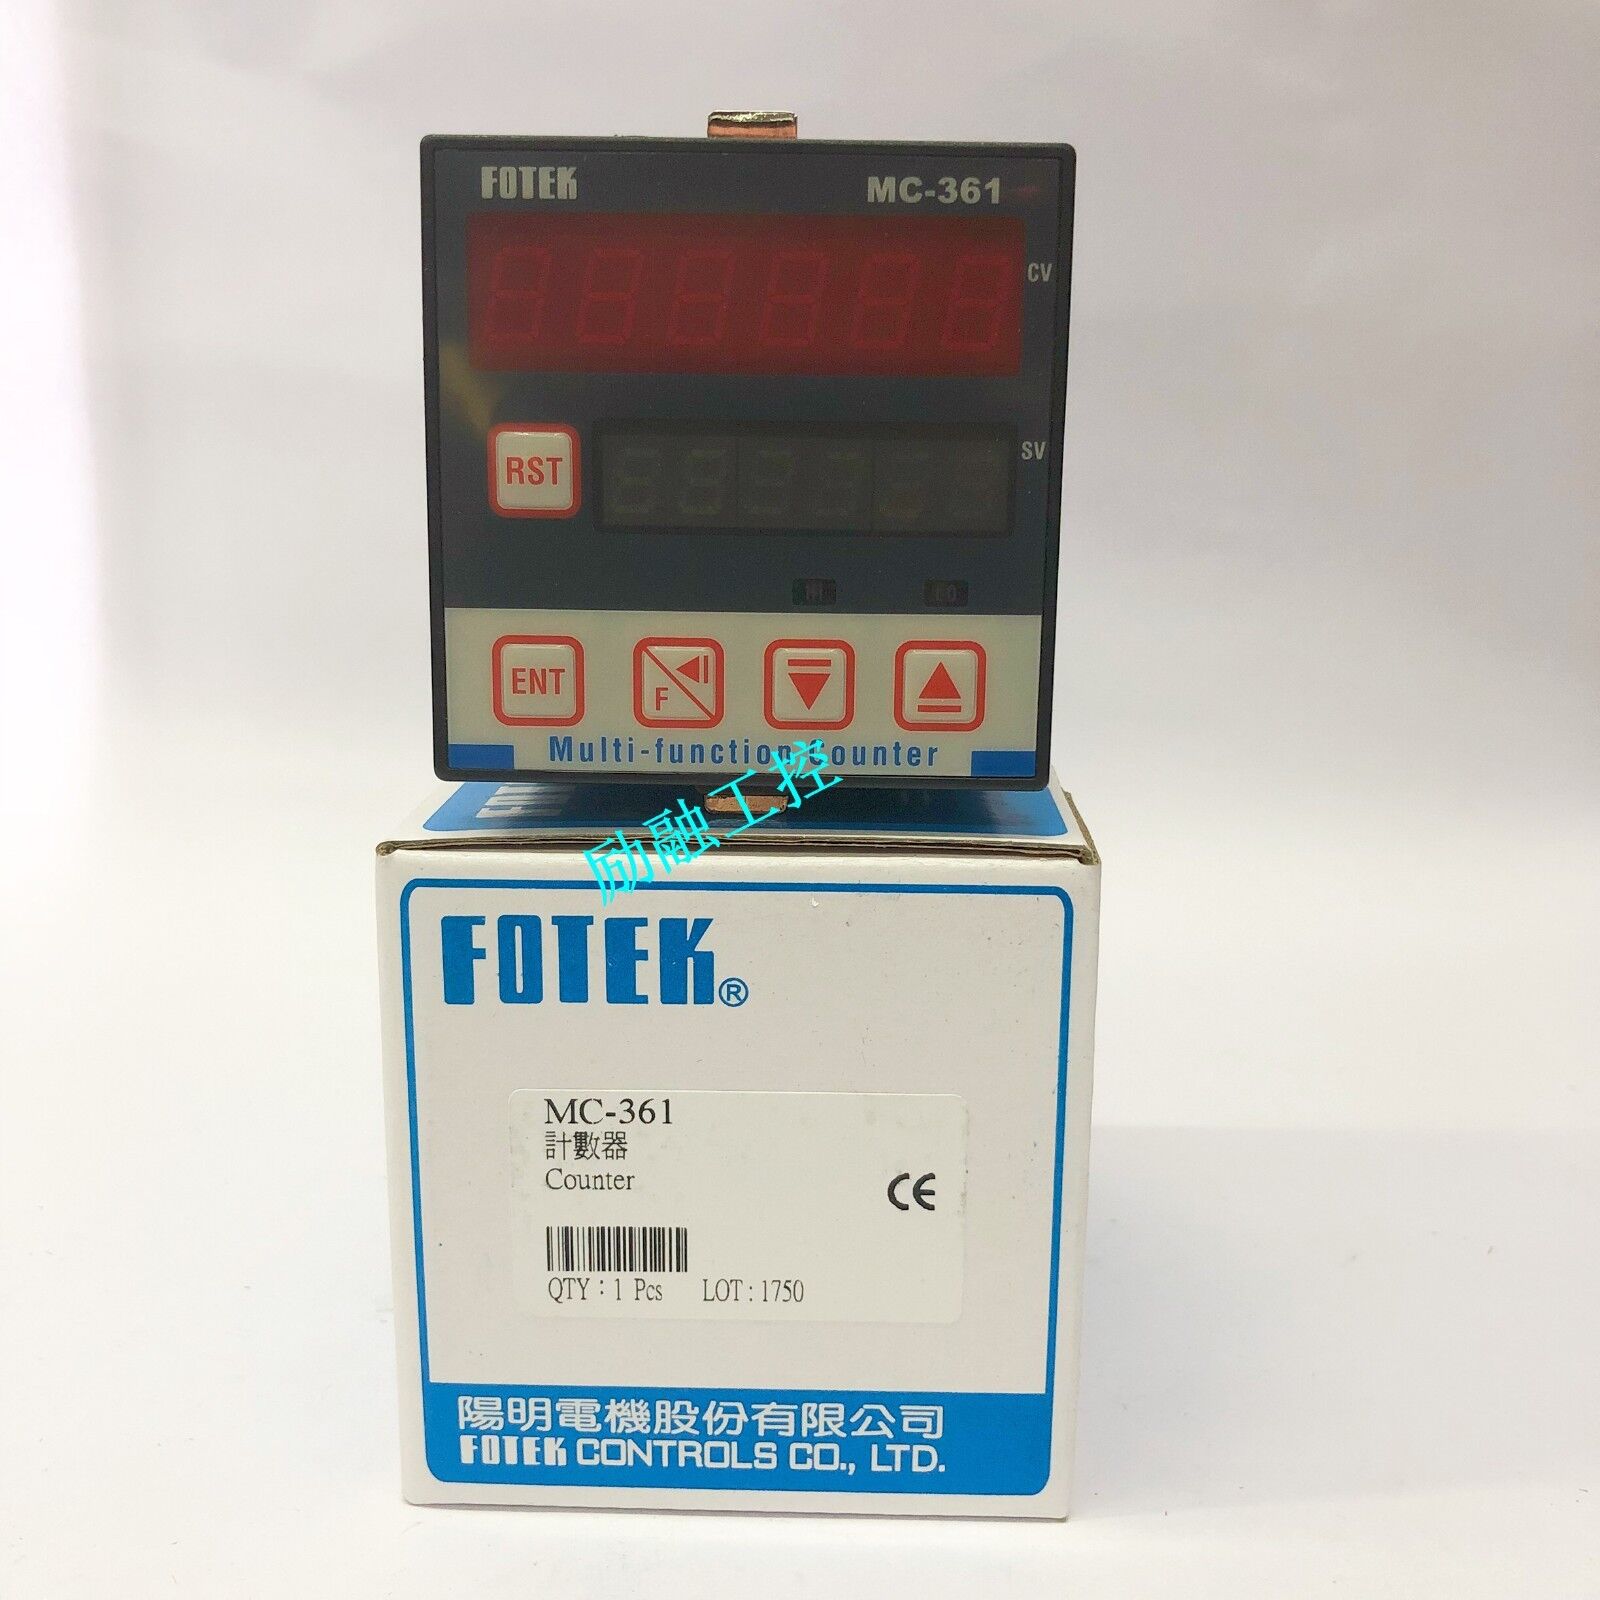 FOTEK MC-361
CV
SV
RST
HI LO
ENT
F
Multi-function Counter
励融工控
FOTEK®
MC-361
計數器
Counter
CE
QTY：1 Pcs LOT : 1750
陽明電機股份有限公司
FOTEK CONTROLS CO., LTD.